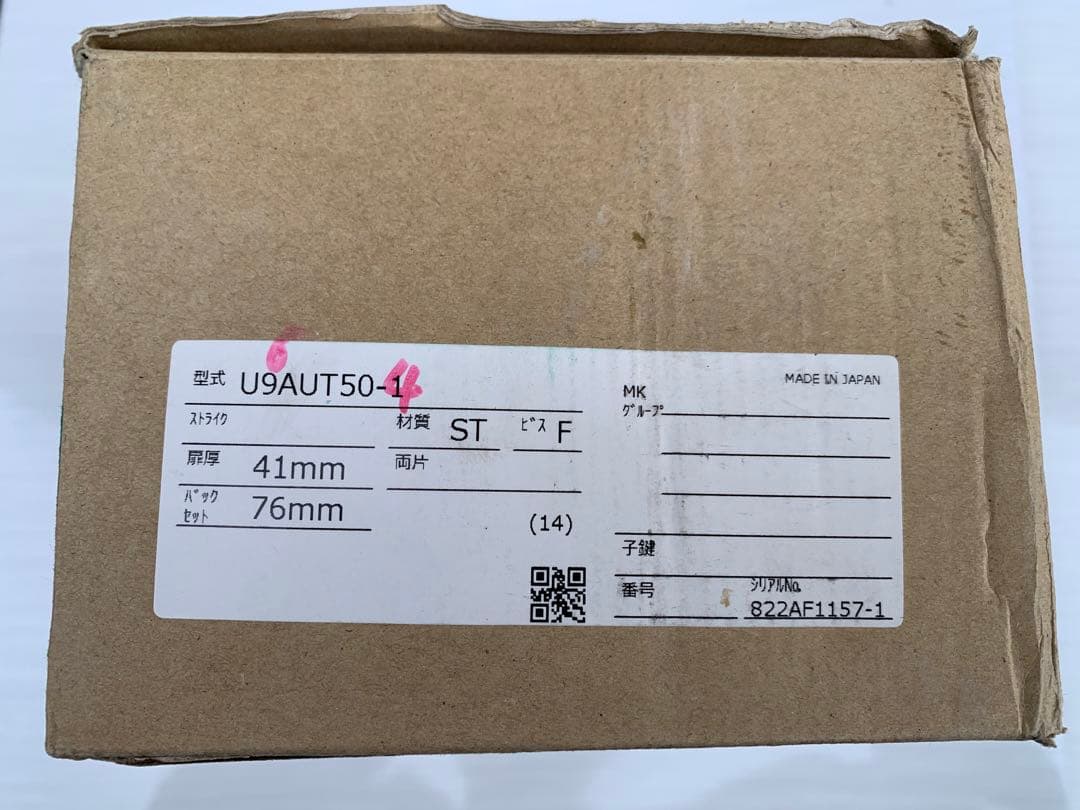 6
型式 U9AUT50-1
4
ストライク
材質 ST ビス F
扉厚 41mm 両片
バックセット 76mm
(14)
MADE IN JAPAN
MK
グループ
子鍵
番号
シリアルNo.
822AF1157-1